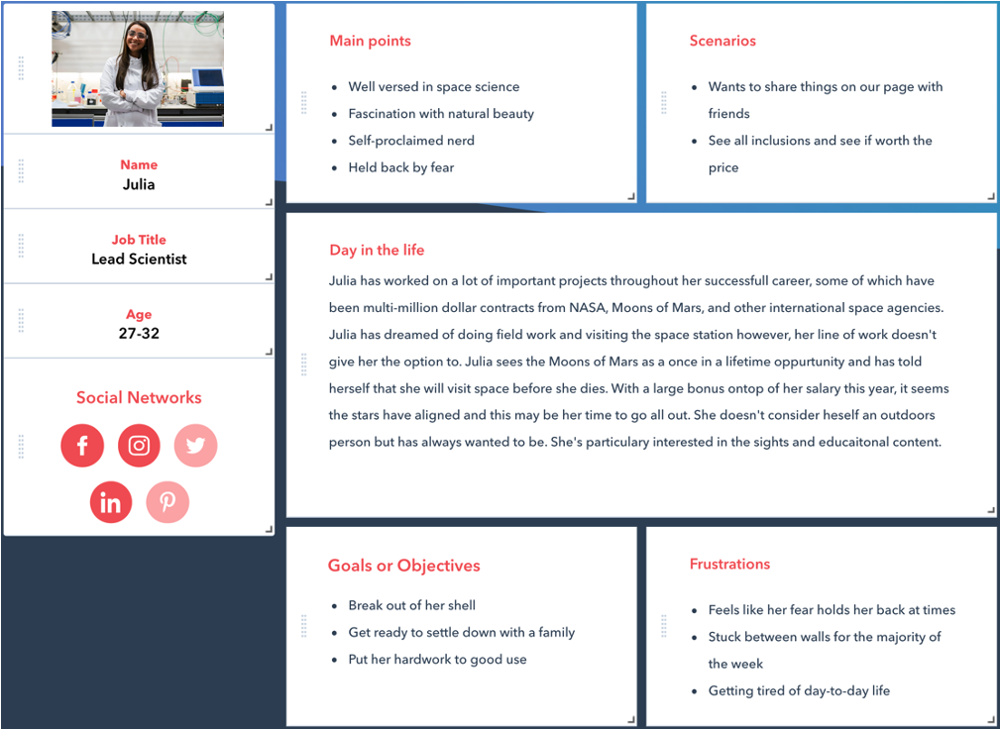 Name
Julia
Job Title
Lead Scientist
Age
27-32
Social Networks
f
in
Main points
Well versed in space science
Fascination with natural beauty
Self-proclaimed nerd
Held back by fear
Scenarios
Wants to share things on our page with
friends
See all inclusions and see if worth the
price
Day in the life
Julia has worked on a lot of important projects throughout her successfull career, some of which have
been multi-million dollar contracts from NASA, Moons of Mars, and other international space agencies.
Julia has dreamed of doing field work and visiting the space station however, her line of work doesn't
give her the option to. Julia sees the Moons of Mars as a once in a lifetime oppurtunity and has told
herself that she will visit space before she dies. With a large bonus ontop of her salary this year, it seems
the stars have aligned and this may be her time to go all out. She doesn't consider heself an outdoors
person but has always wanted to be. She's particulary interested in the sights and educaitonal content.
Goals or Objectives
Break out of her shell
Get ready to settle down with a family
Put her hardwork to good use
Frustrations
Feels like her fear holds her back at times
Stuck between walls for the majority of
the week
Getting tired of day-to-day life